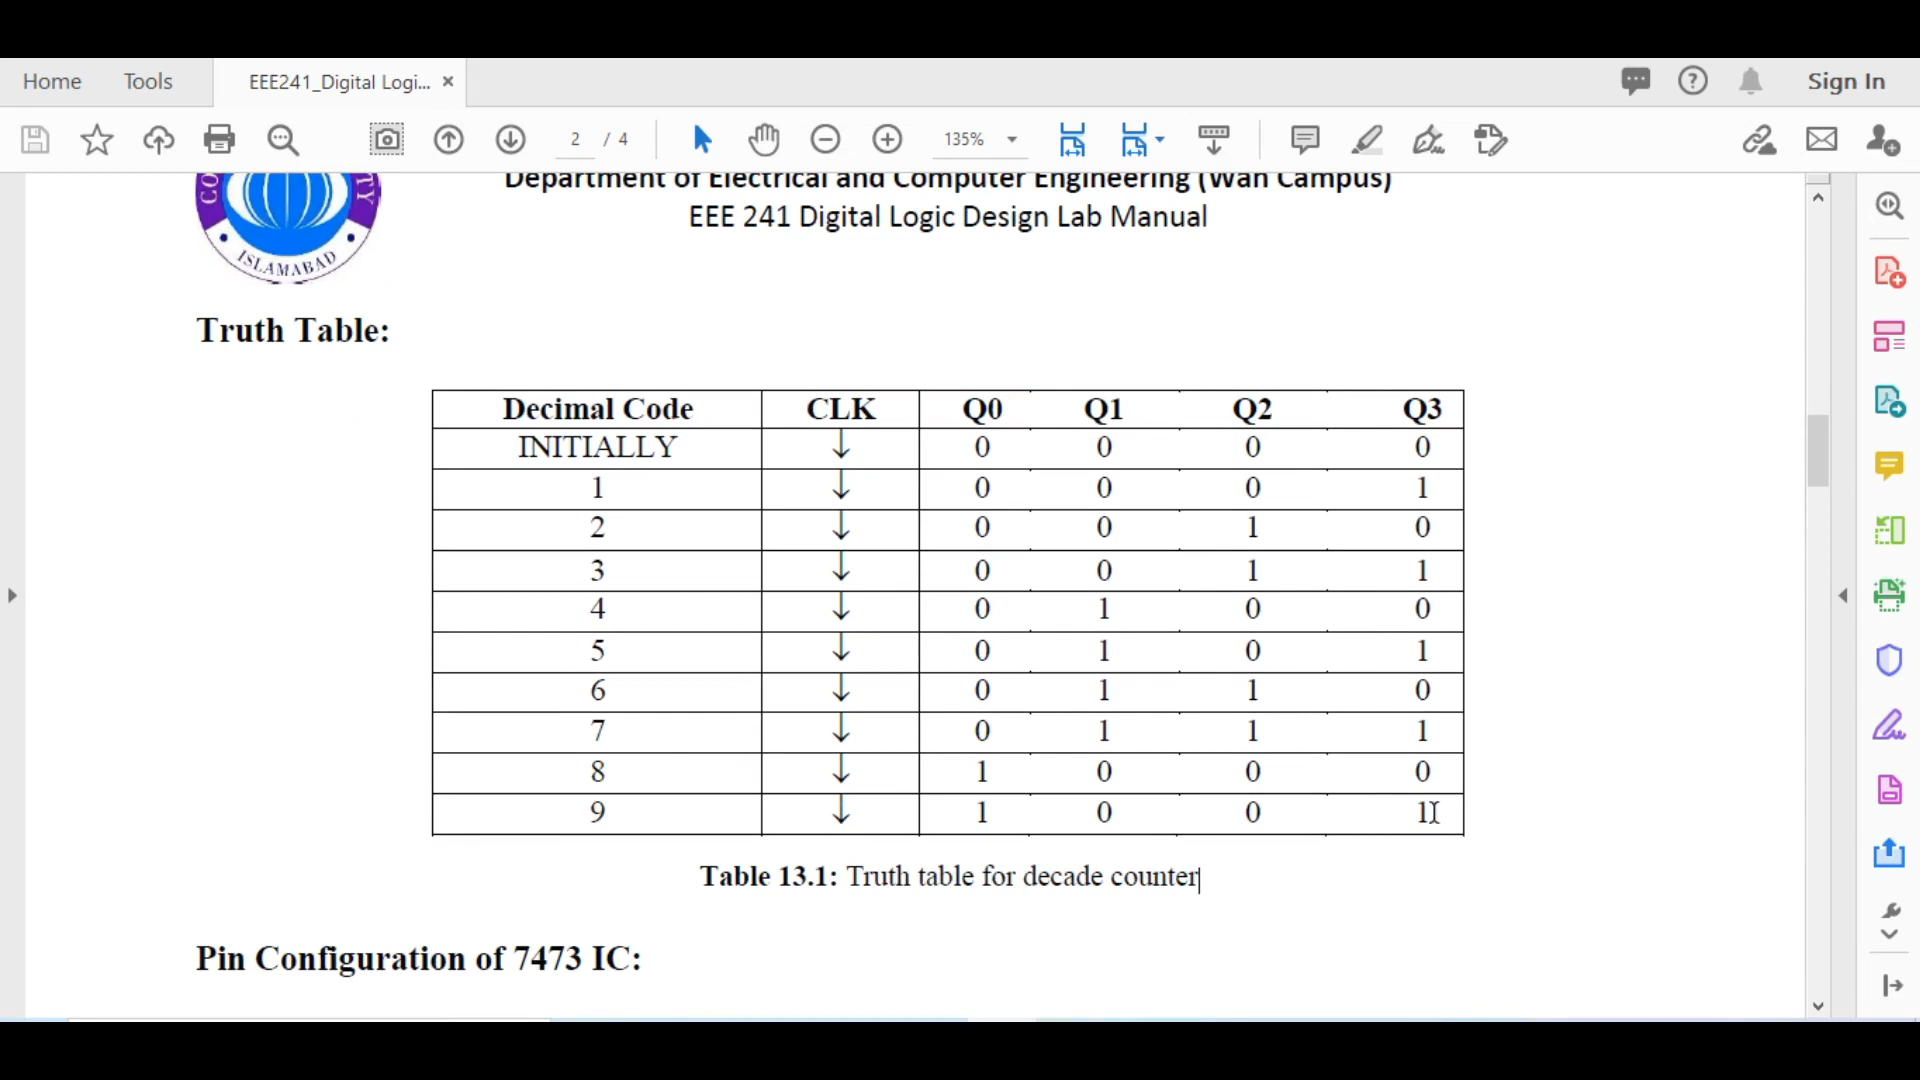 Home Tools EEE241_Digital Logi... × Sign In
2 / 4 135%
Department of Electrical and Computer Engineering (Wah Campus)
EEE 241 Digital Logic Design Lab Manual
ISLAMABAD
Truth Table:
Decimal Code CLK Q0 Q1 Q2 Q3
INITIALLY ↓ 0 0 0 0
1 ↓ 0 0 0 1
2 ↓ 0 0 1 0
3 ↓ 0 0 1 1
4 ↓ 0 1 0 0
5 ↓ 0 1 0 1
6 ↓ 0 1 1 0
7 ↓ 0 1 1 1
8 ↓ 1 0 0 0
9 ↓ 1 0 0 1
Table 13.1: Truth table for decade counter
Pin Configuration of 7473 IC: